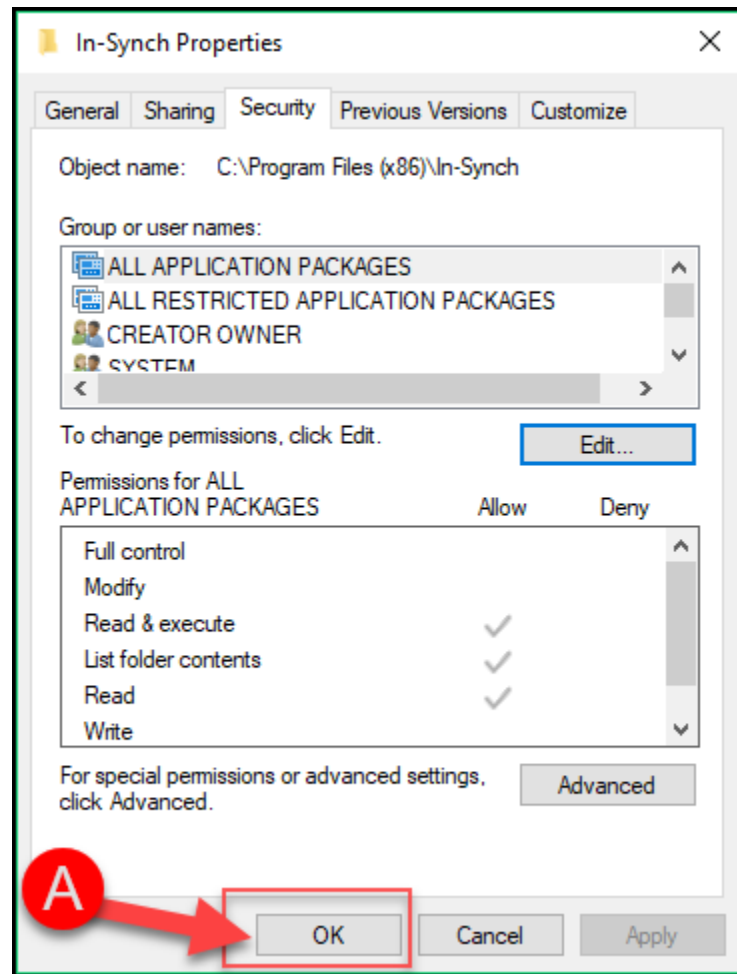 In-Synch Properties
General Sharing Security Previous Versions Customize
Object name: C:\Program Files (x86)\In-Synch
Group or user names:
ALL APPLICATION PACKAGES
ALL RESTRICTED APPLICATION PACKAGES
CREATOR OWNER
SYSTEM
To change permissions, click Edit.
Edit...
Permissions for ALL
APPLICATION PACKAGES Allow Deny
Full control
Modify
Read & execute
List folder contents
Read
Write
For special permissions or advanced settings,
click Advanced.
Advanced
A
OK Cancel Apply